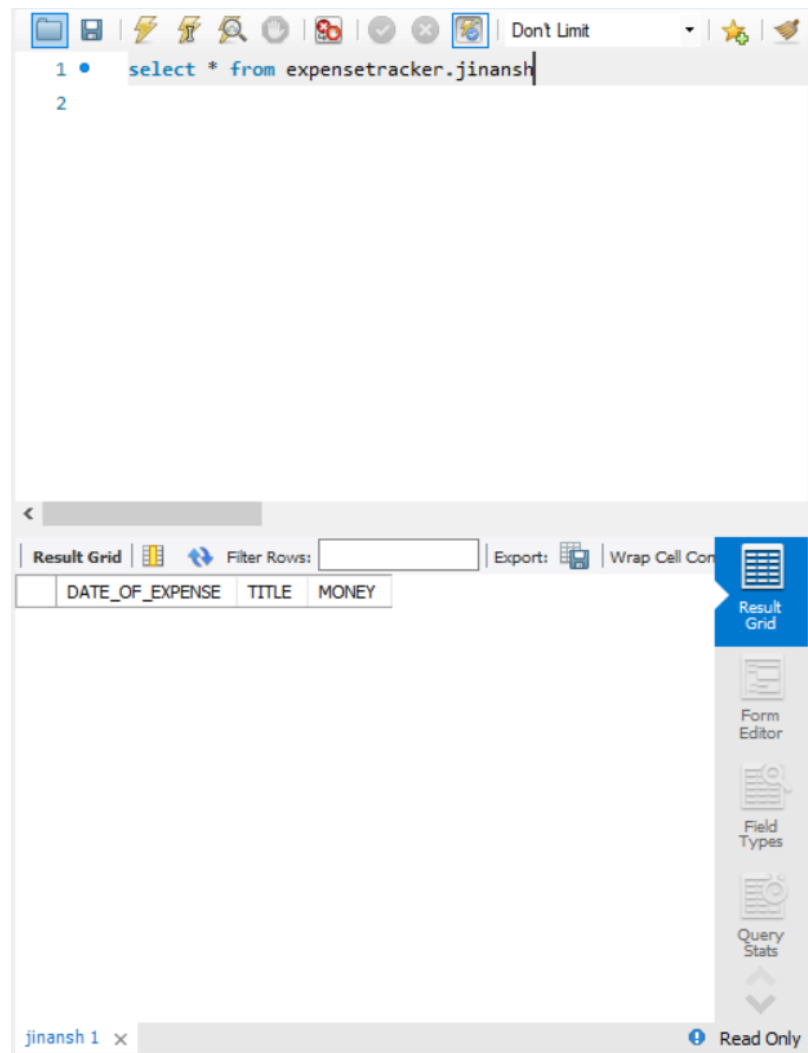 Don't Limit
1 select * from expensetracker.jinansh
2
Result Grid Filter Rows: Export: Wrap Cell Con
DATE_OF_EXPENSE TITLE MONEY
Result
Grid
Form
Editor
Field
Types
Query
Stats
jinansh 1 Read Only